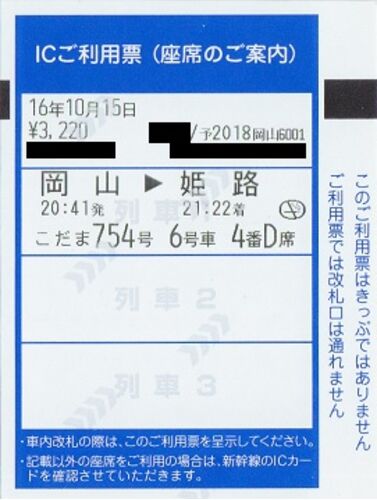 ICご利用票（座席のご案内）
16年10月15日
¥3,220
/予2018岡山6001
岡山▶姫路
20:41発 21:22着
列車1
こだま754号 6号車 4番D席
列車2
列車3
・車内改札の際は、このご利用票を呈示してください。
・記載以外の座席をご利用の場合は、新幹線のICカードを確認させていただきます。
このご利用票はきっぷではありません
ご利用票では改札口は通れません